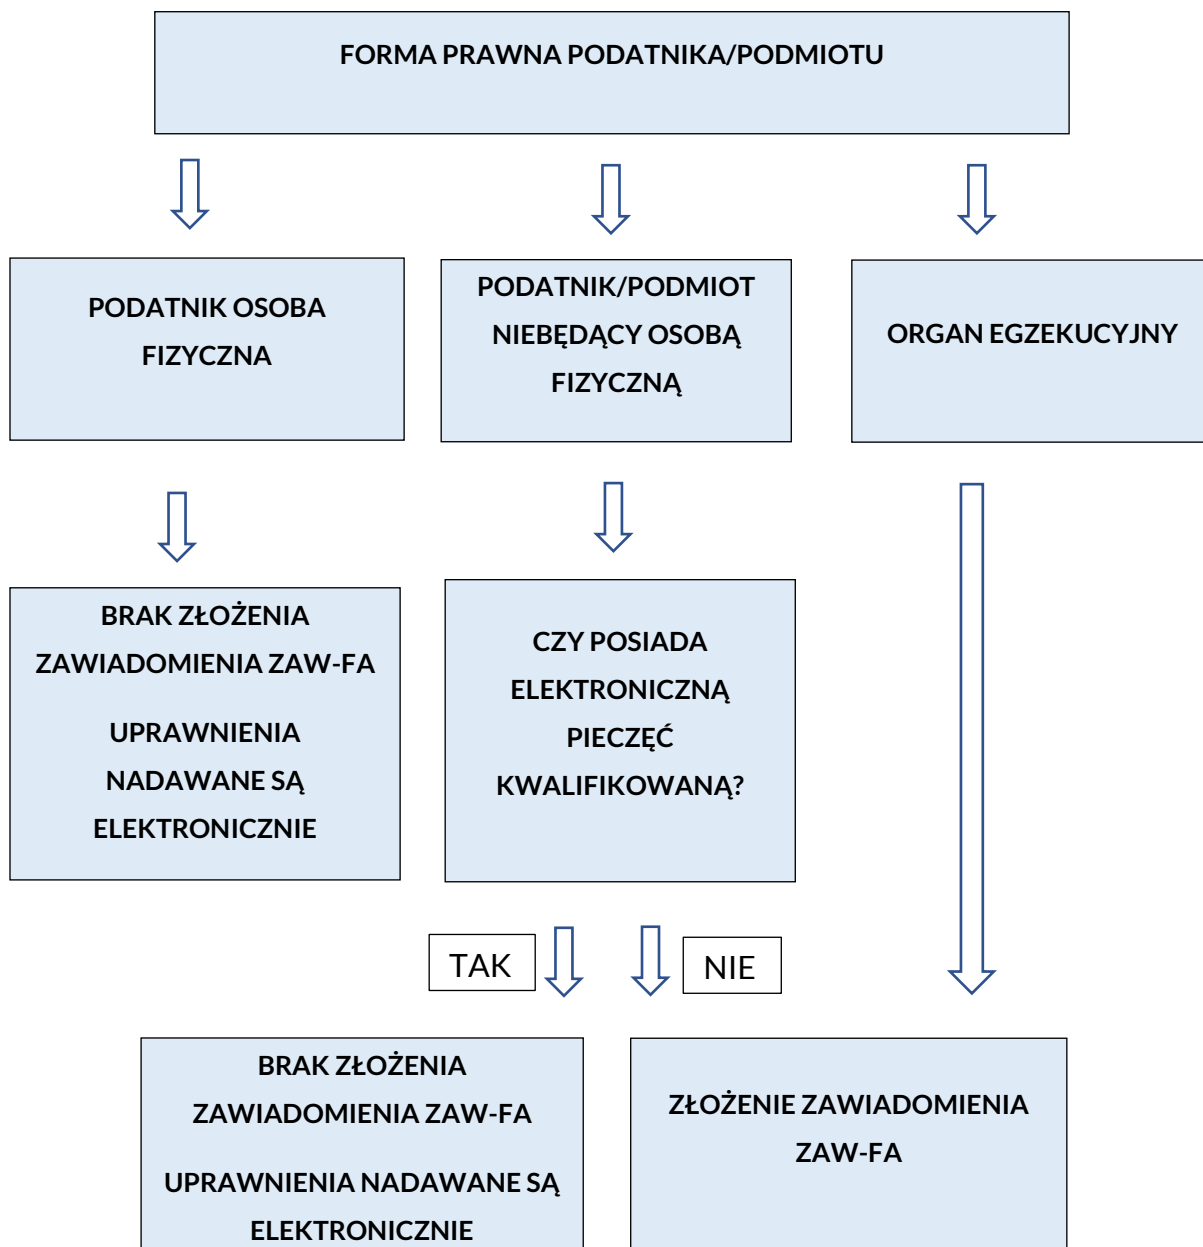 FORMA PRAWNA PODATNIKA/PODMIOTU
PODATNIK OSOBA
FIZYCZNA
PODATNIK/PODMIOT
NIEBĘDĄCY OSOBĄ
FIZYCZNĄ
ORGAN EGZEKUCYJNY
BRAK ZŁOŻENIA
ZAWIADOMIENIA ZAW-FA
UPRAWNIENIA
NADAWANE SĄ
ELEKTRONICZNIE
CZY POSIADA
ELEKTRONICZNĄ
PIECZĘĆ
KWALIFIKOWANĄ?
TAK
NIE
BRAK ZŁOŻENIA
ZAWIADOMIENIA ZAW-FA
UPRAWNIENIA NADAWANE SĄ
ELEKTRONICZNIE
ZŁOŻENIE ZAWIADOMIENIA
ZAW-FA